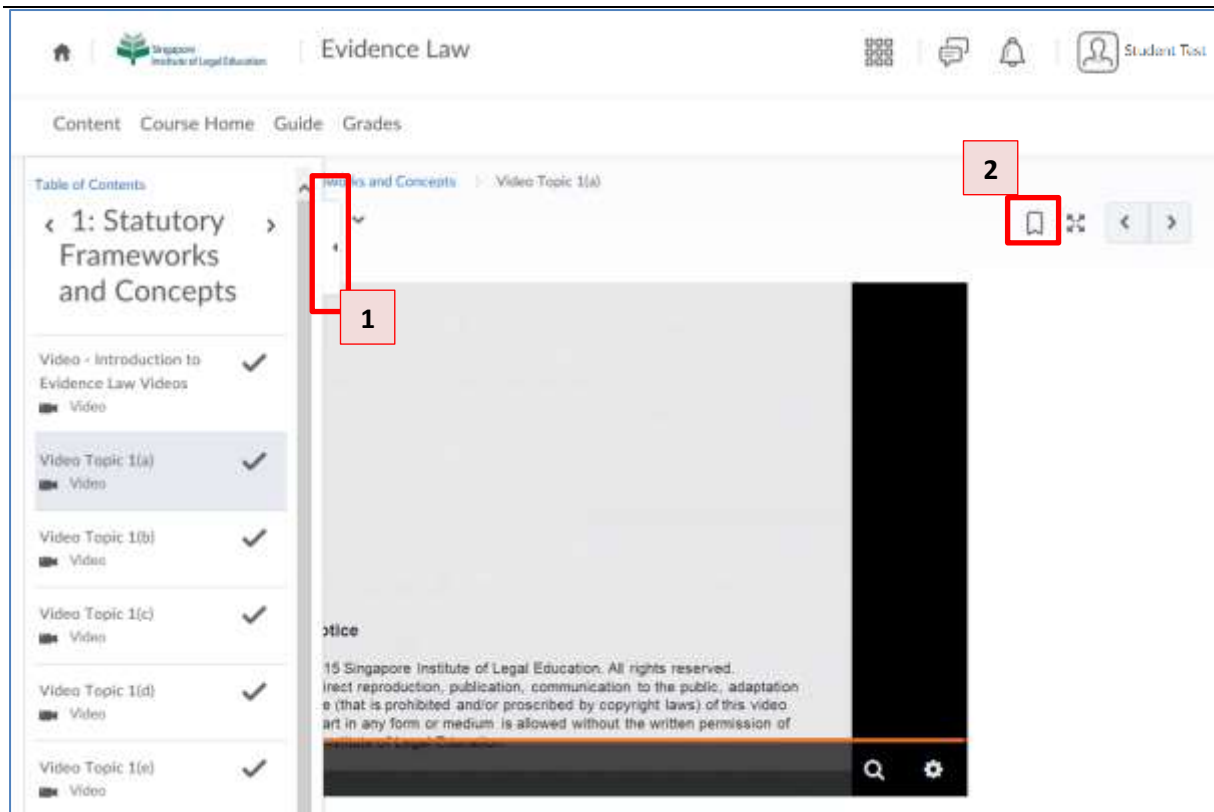 Singapore
Institute of Legal Education
Evidence Law
Student Test
Content Course Home Guide Grades
Table of Contents
works and Concepts Video Topic 1(a)
2
1: Statutory
Frameworks
and Concepts
1
Video - Introduction to
Evidence Law Videos
Video
Video Topic 1(a)
Video
Video Topic 1(b)
Video
Video Topic 1(c)
Video
Video Topic 1(d)
Video
Video Topic 1(e)
Video
otice
15 Singapore Institute of Legal Education. All rights reserved.
irect reproduction, publication, communication to the public, adaptation
e (that is prohibited and/or proscribed by copyright laws) of this video
art in any form or medium is allowed without the written permission of
Institute of Legal Education.